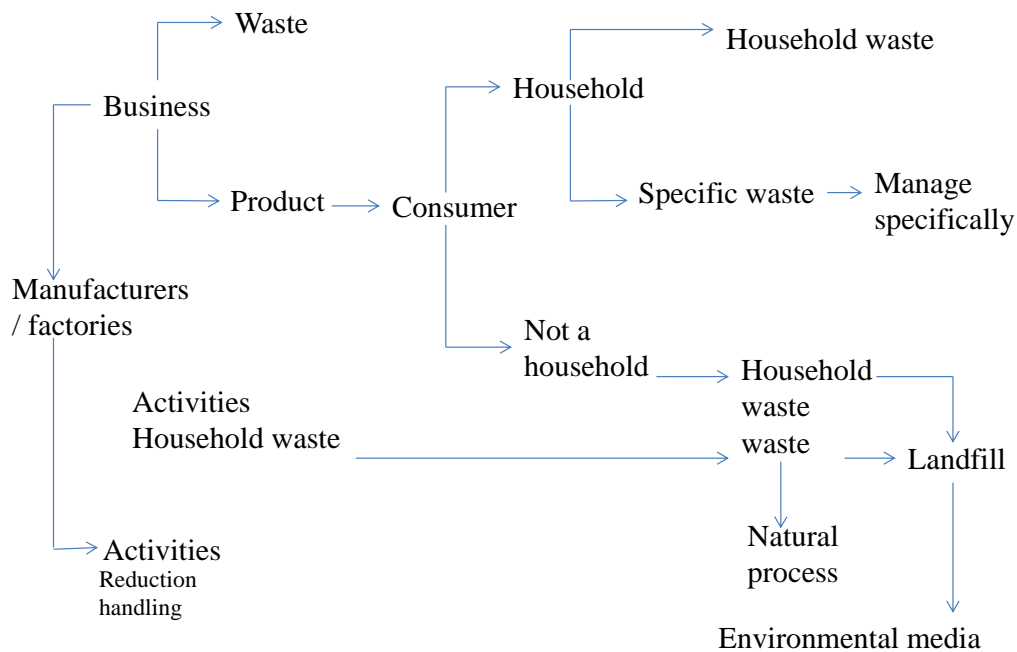 Waste
Household waste
Household
Business
Specific waste
Manage
specifically
Product
Consumer
Manufacturers
/ factories
Not a
household
Household
waste
waste
Activities
Household waste
Landfill
Natural
process
Activities
Reduction
handling
Environmental media